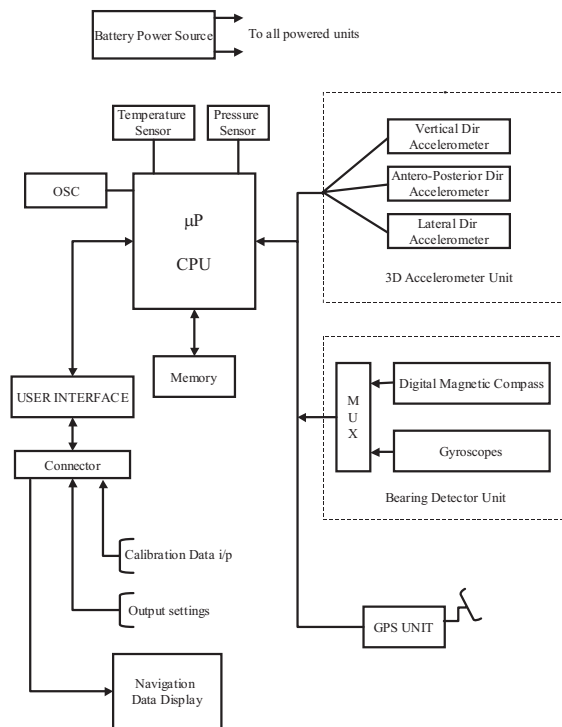 Battery Power Source
To all powered units
Temperature
Sensor
Pressure
Sensor
OSC
μP
CPU
Vertical Dir
Accelerometer
Antero-Posterior Dir
Accelerometer
Lateral Dir
Accelerometer
3D Accelerometer Unit
Memory
USER INTERFACE
Connector
M
U
X
Digital Magnetic Compass
Gyroscopes
Bearing Detector Unit
Calibration Data i/p
Output settings
GPS UNIT
Navigation
Data Display